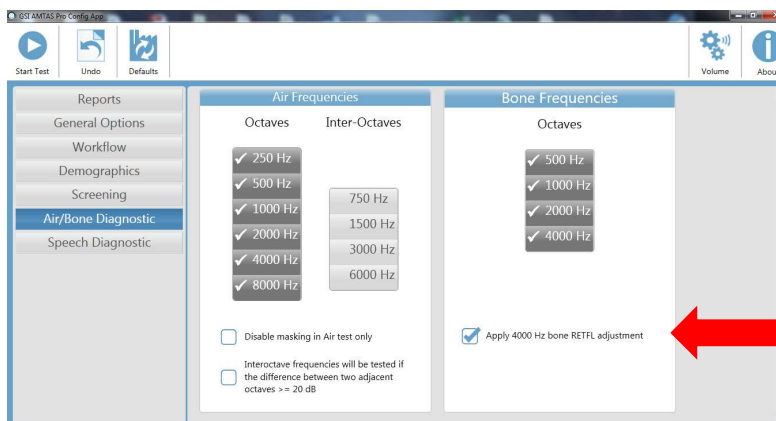 GSI AMTAS Pro Config App
Start Test
Undo
Defaults
Volume
Abou
Reports
General Options
Workflow
Demographics
Screening
Air/Bone Diagnostic
Speech Diagnostic
Air Frequencies
Octaves Inter-Octaves
250 Hz
500 Hz
1000 Hz
2000 Hz
4000 Hz
8000 Hz
750 Hz
1500 Hz
3000 Hz
6000 Hz
Disable masking in Air test only
Interoctave frequencies will be tested if
the difference between two adjacent
octaves >= 20 dB
Bone Frequencies
Octaves
500 Hz
1000 Hz
2000 Hz
4000 Hz
Apply 4000 Hz bone RETFL adjustment